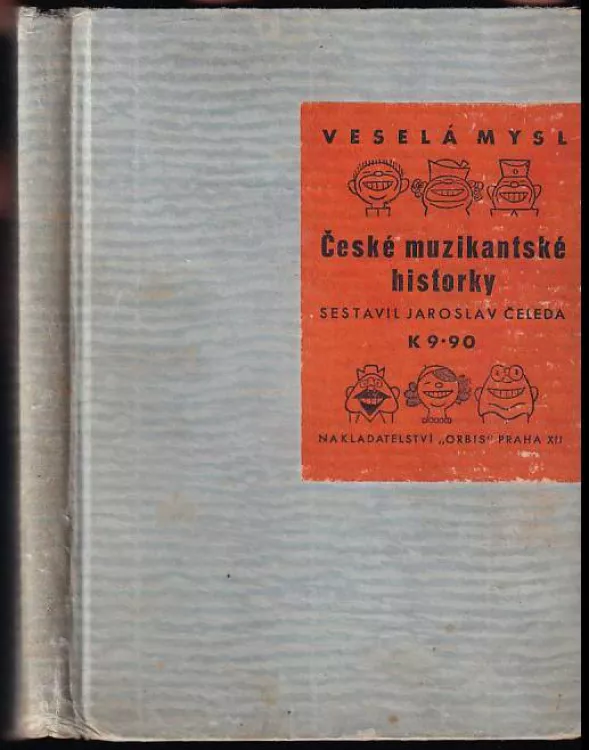 VESELÁ MYSL
České muzikantské
historky
SESTAVIL JAROSLAV ČELEDA
K 9·90
NAKLADATELSTVÍ „ORBIS“ PRAHA XII